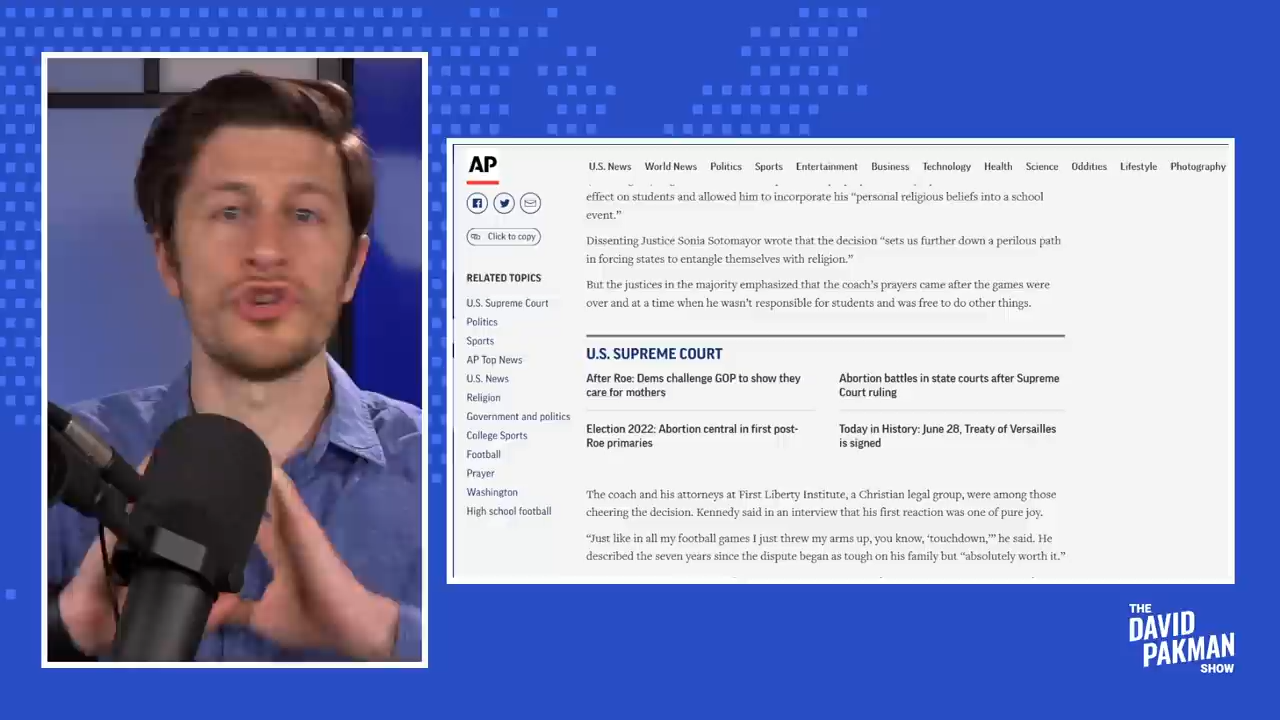 AP
U.S. News World News Politics Sports Entertainment Business Technology Health Science Oddities Lifestyle Photography
Click to copy
RELATED TOPICS
U.S. Supreme Court
Politics
Sports
AP Top News
U.S. News
Religion
Government and politics
College Sports
Football
Prayer
Washington
High school football
effect on students and allowed him to incorporate his “personal religious beliefs into a school
event.”
Dissenting Justice Sonia Sotomayor wrote that the decision “sets us further down a perilous path
in forcing states to entangle themselves with religion.”
But the justices in the majority emphasized that the coach’s prayers came after the games were
over and at a time when he wasn’t responsible for students and was free to do other things.
U.S. SUPREME COURT
After Roe: Dems challenge GOP to show they
care for mothers
Abortion battles in state courts after Supreme
Court ruling
Election 2022: Abortion central in first post-
Roe primaries
Today in History: June 28, Treaty of Versailles
is signed
The coach and his attorneys at First Liberty Institute, a Christian legal group, were among those
cheering the decision. Kennedy said in an interview that his first reaction was one of pure joy.
“Just like in all my football games I just threw my arms up, you know, ‘touchdown,’” he said. He
described the seven years since the dispute began as tough on his family but “absolutely worth it.”
THE
DAVID
PAKMAN
SHOW